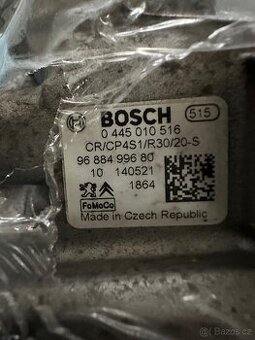 BOSCH 515
0 445 010 516
CR/CP4S1/R30/20-S
96 884 996 80
10 140521
1864
FoMoCo
Made in Czech Republic
sbazar.cz